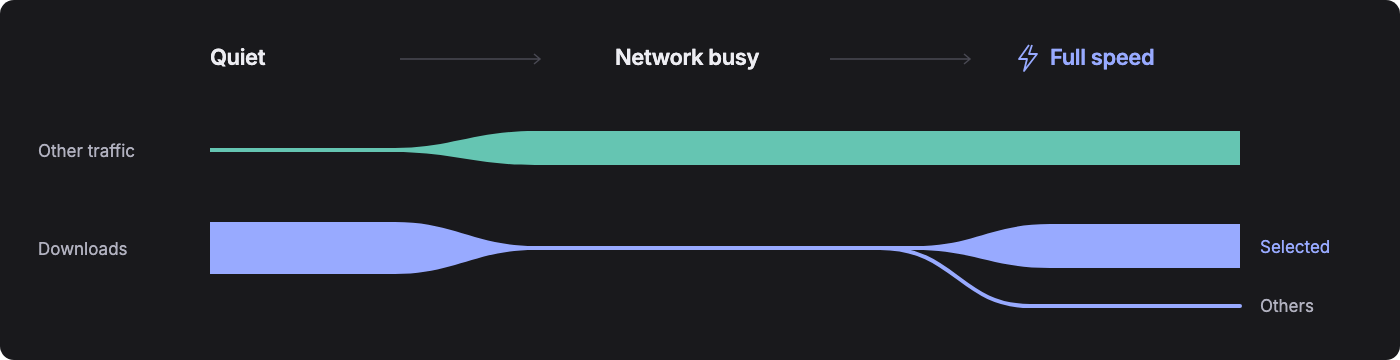 Quiet
Network busy
Full speed
Other traffic
Downloads
Selected
Others